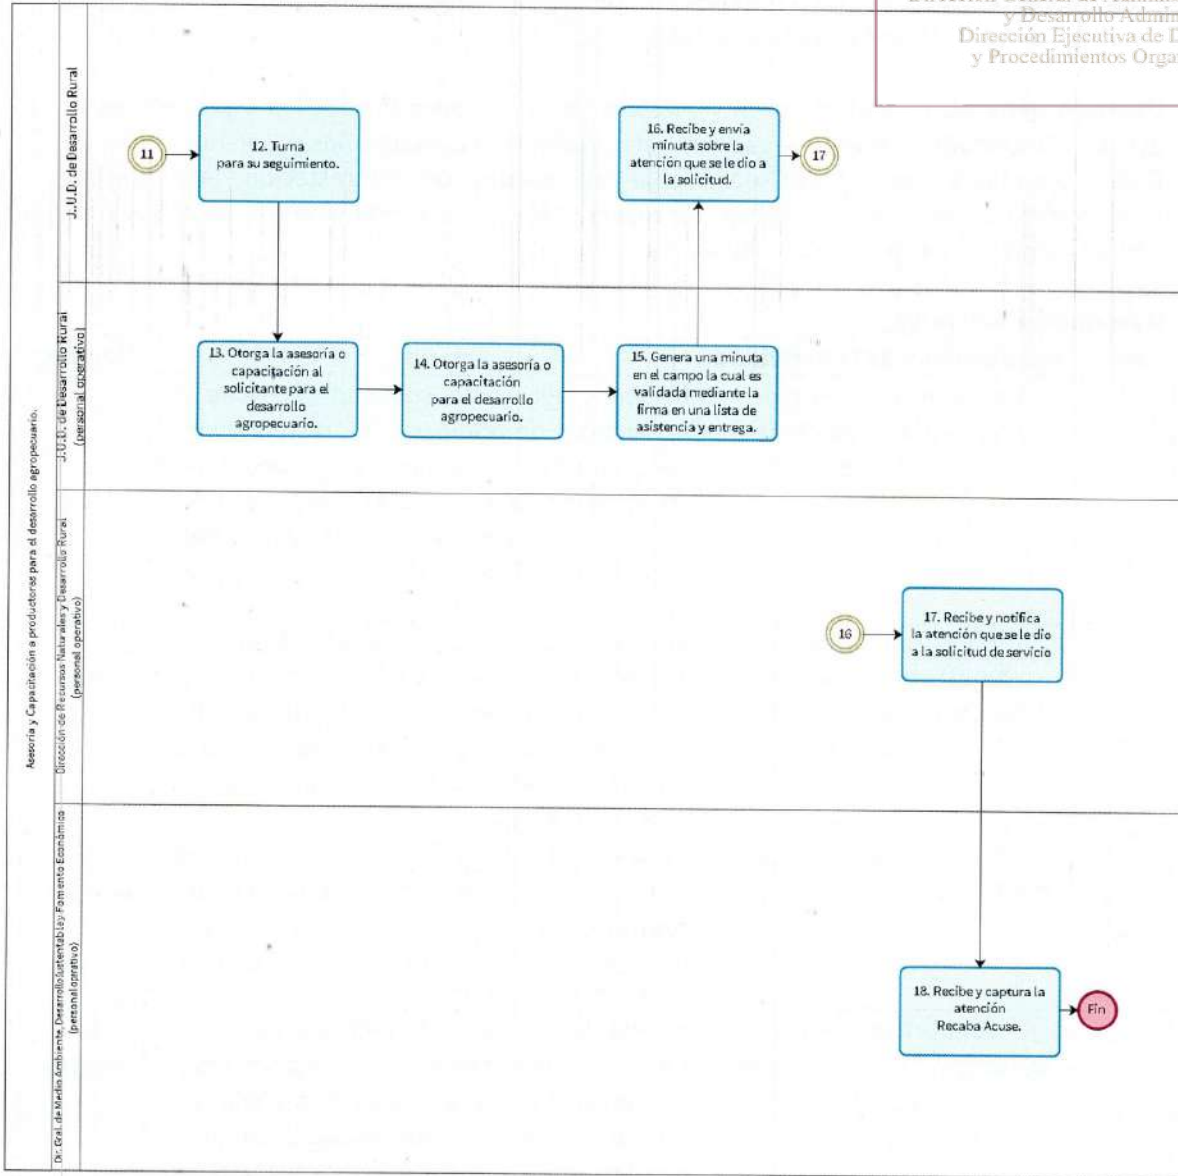 y Desarrollo Admin
Dirección Ejecutiva de D
y Procedimientos Orga
Asesoría y Capacitación a productores para el desarrollo agropecuario.
J.U.D. de Desarrollo Rural
11
12. Turna
para su seguimiento.
16. Recibe y envía
minuta sobre la
atención que se le dio a
la solicitud.
17
J.U.D. de Desarrollo Rural
(personal operativo)
13. Otorga la asesoría o
capacitación al
solicitante para el
desarrollo
agropecuario.
14. Otorga la asesoría o
capacitación
para el desarrollo
agropecuario.
15. Genera una minuta
en el campo la cual es
validada mediante la
firma en una lista de
asistencia y entrega.
Dirección de Recursos Naturales y Desarrollo Rural
(personal operativo)
16
17. Recibe y notifica
la atención que se le dio
a la solicitud de servicio
Dir. Gral. de Medio Ambiente, Desarrollo Sustentable y Fomento Económico
(personal operativo)
18. Recibe y captura la
atención
Recaba Acuse.
Fin